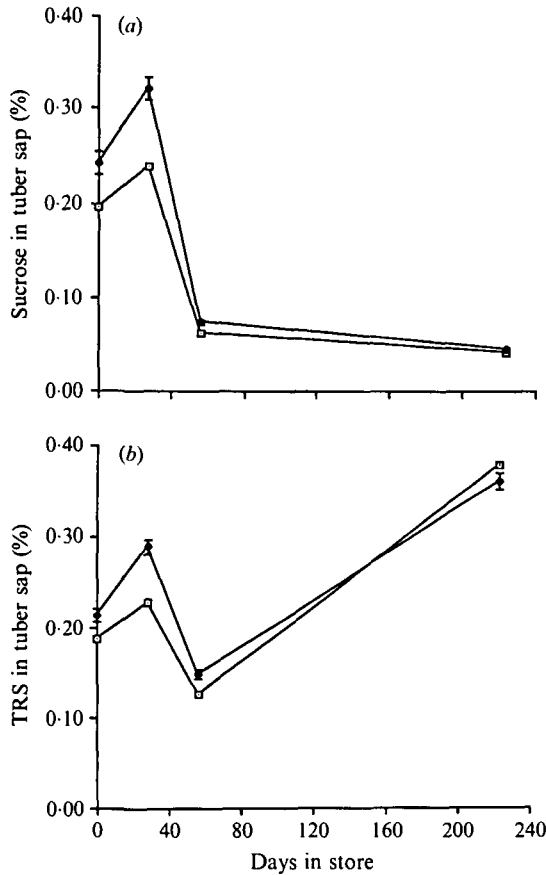 (a)
0·40
0·30
0·20
0·10
0·00
Sucrose in tuber sap (%)
(b)
0·40
0·30
0·20
0·10
0·00
TRS in tuber sap (%)
0 40 80 120 160 200 240
Days in store